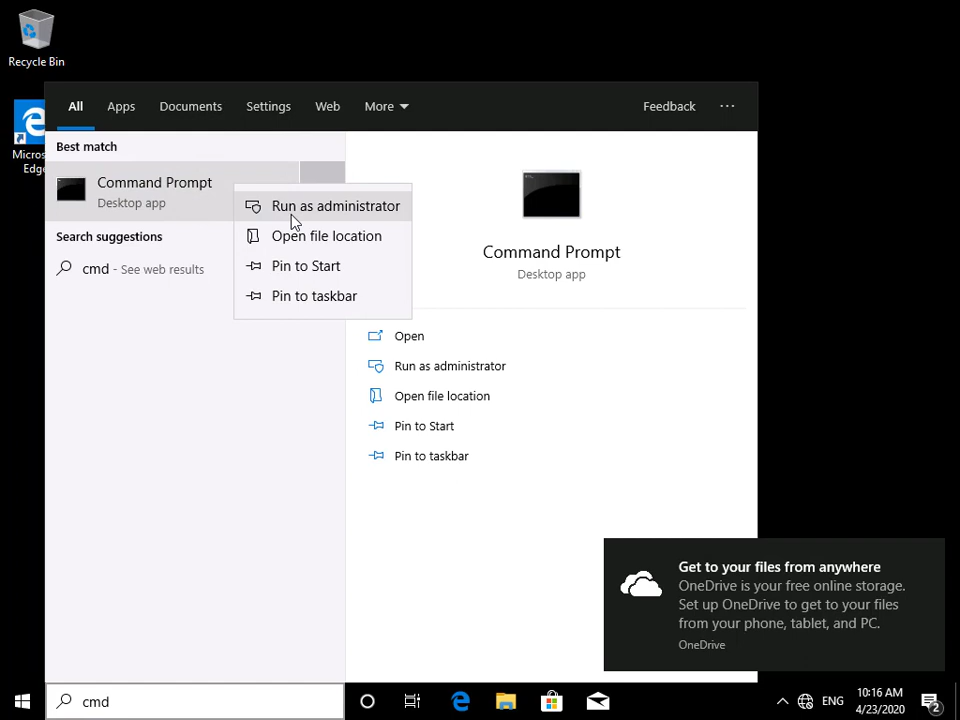 Recycle Bin
Micros
Edge
All Apps Documents Settings Web More Feedback ...
Best match
Command Prompt
Desktop app
Search suggestions
cmd - See web results
Run as administrator
Open file location
Pin to Start
Pin to taskbar
Command Prompt
Desktop app
Open
Run as administrator
Open file location
Pin to Start
Pin to taskbar
Get to your files from anywhere
OneDrive is your free online storage.
Set up OneDrive to get to your files
from your phone, tablet, and PC.
OneDrive
cmd
ENG
10:16 AM
4/23/2020
2